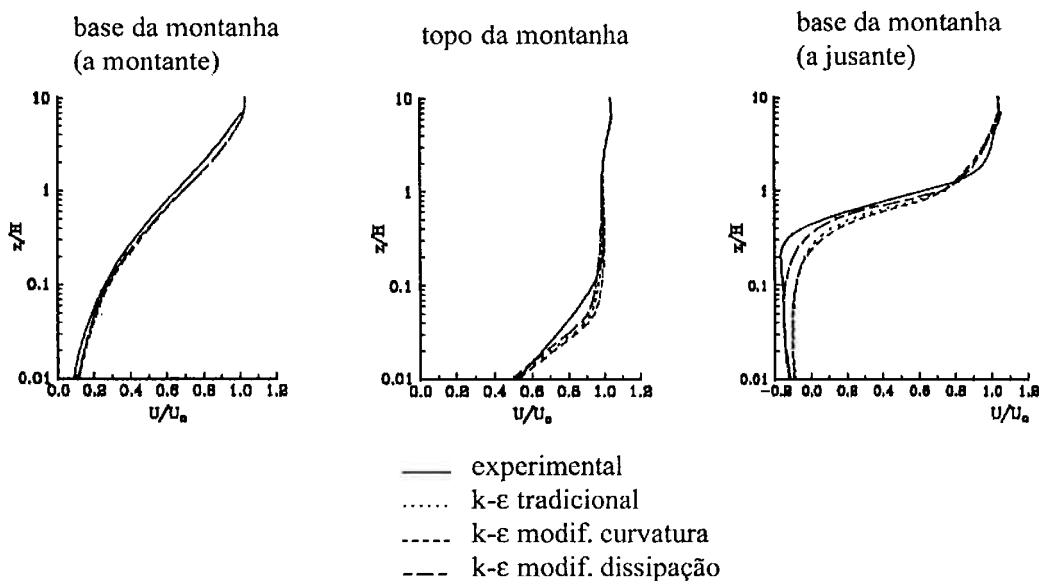 base da montanha
(a montante)
topo da montanha
base da montanha
(a jusante)
10
1
0.1
0.01
z/H
0.0 0.2 0.4 0.6 0.8 1.0 1.2
U/U₀
10
1
0.1
0.01
z/H
0.0 0.2 0.4 0.6 0.8 1.0 1.2
U/U₀
10
1
0.1
0.01
z/H
-0.2 0.0 0.2 0.4 0.6 0.8 1.0 1.2
U/U₀
experimental
k-ε tradicional
k-ε modif. curvatura
k-ε modif. dissipação